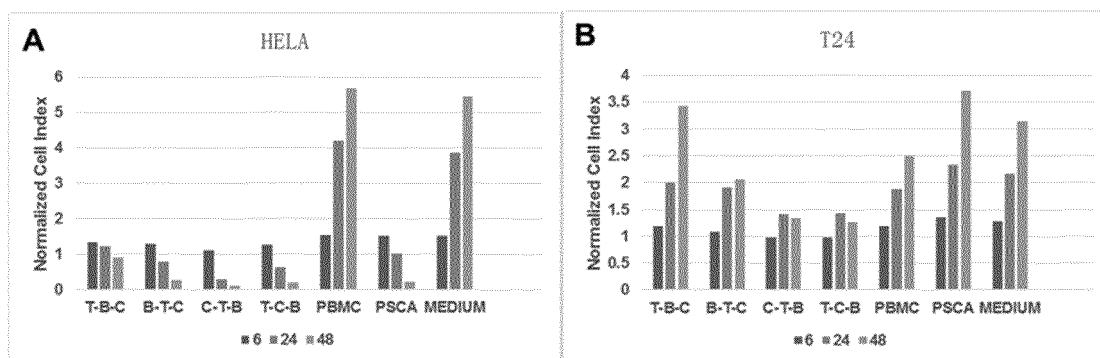 A
HELA
Normalized Cell Index
6
5
4
3
2
1
0
T-B-C B-T-C C-T-B T-C-B PBMC PSCA MEDIUM
■6 ■24 ■48
B
T24
Normalized Cell Index
4
3.5
3
2.5
2
1.5
1
0.5
0
T-B-C B-T-C C-T-B T-C-B PBMC PSCA MEDIUM
■6 ■24 ■48